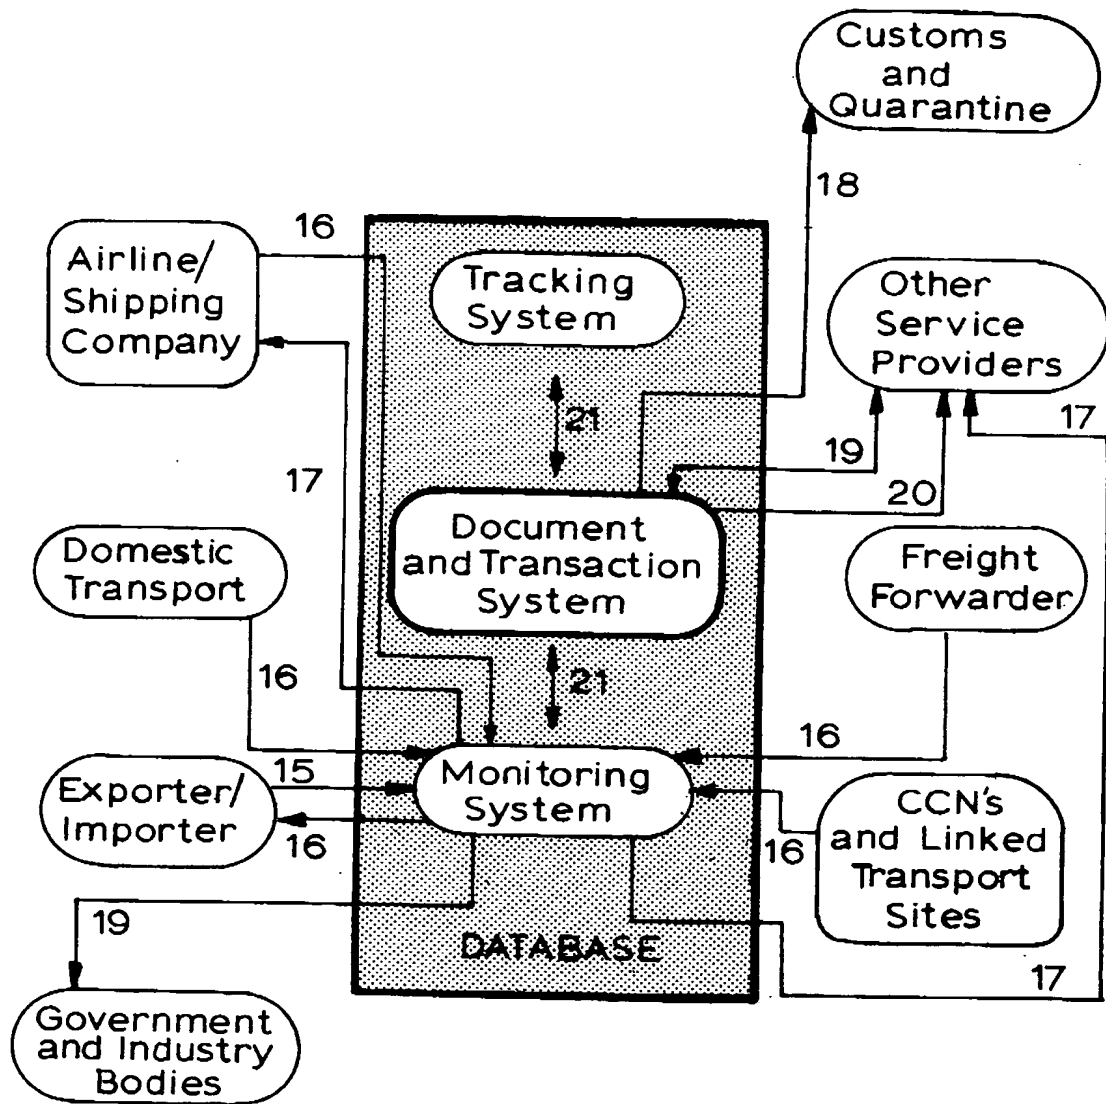 Customs
and
Quarantine
18
16
Airline/
Shipping
Company
Tracking
System
Other
Service
Providers
21
17
19
20
17
Document
and Transaction
System
Domestic
Transport
Freight
Forwarder
16
21
16
Monitoring
System
15
Exporter/
Importer
16
CCN's
and Linked
Transport
Sites
16
19
DATABASE
17
Government
and Industry
Bodies